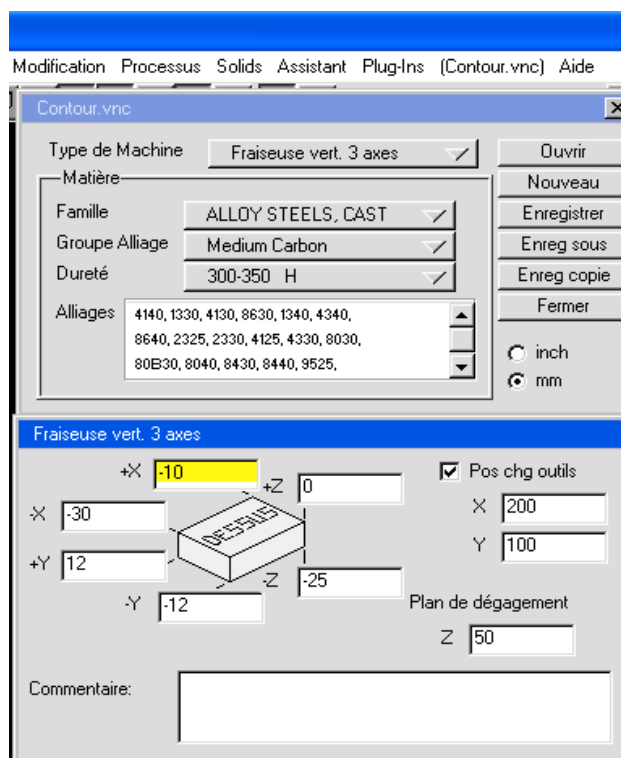 Modification Processus Solids Assistant Plug-Ins (Contour.vnc) Aide
Contour.vnc
Type de Machine Fraiseuse vert. 3 axes Ouvrir
Matière Nouveau
Famille ALLOY STEELS, CAST Enregistrer
Groupe Alliage Medium Carbon Enreg sous
Dureté 300-350 H Enreg copie
Alliages 4140, 1330, 4130, 8630, 1340, 4340, Fermer
8640, 2325, 2330, 4125, 4330, 8030,
80B30, 8040, 8430, 8440, 9525,
inch
mm
Fraiseuse vert. 3 axes
+X -10 +Z 0 Pos chg outils
-X -30 DESSUS X 200
+Y 12 Y 100
-Y -12 -Z -25 Plan de dégagement
Z 50
Commentaire: